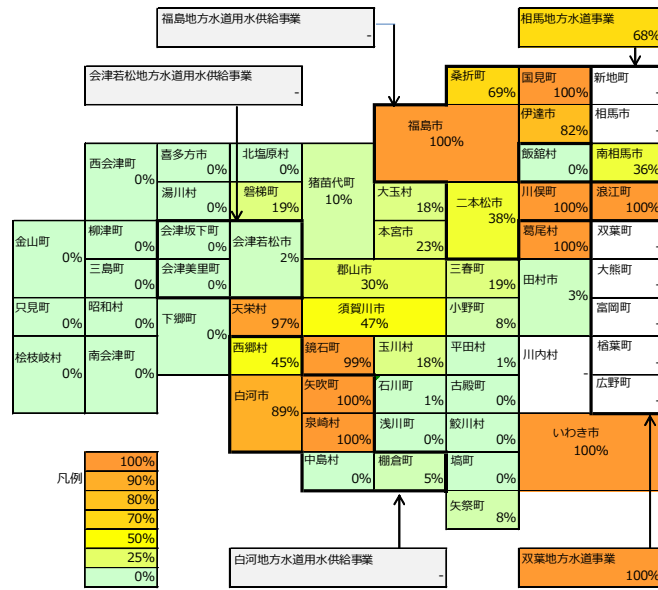 福島地方水道用水供給事業
-
相馬地方水道事業
68%
会津若松地方水道用水供給事業
-
桑折町
69%
国見町
100%
新地町
-
福島市
100%
伊達市
82%
相馬市
-
西会津町
0%
喜多方市
0%
北塩原村
0%
猪苗代町
10%
飯舘村
0%
南相馬市
36%
湯川村
0%
磐梯町
19%
大玉村
18%
二本松市
38%
川俣町
100%
浪江町
100%
金山町
0%
柳津町
0%
会津坂下町
0%
会津若松市
2%
本宮市
23%
葛尾村
100%
双葉町
-
三島町
0%
会津美里町
0%
郡山市
30%
三春町
19%
田村市
3%
大熊町
-
只見町
0%
昭和村
0%
下郷町
0%
天栄村
97%
須賀川市
47%
小野町
8%
富岡町
-
桧枝岐村
0%
南会津町
0%
西郷村
45%
鏡石町
99%
玉川村
18%
平田村
1%
川内村
-
楢葉町
-
白河市
89%
矢吹町
100%
石川町
1%
古殿町
0%
広野町
-
泉崎村
100%
浅川町
0%
鮫川村
0%
いわき市
100%
中島村
0%
棚倉町
5%
塙町
0%
矢祭町
8%
凡例
100%
90%
80%
70%
50%
25%
0%
白河地方水道用水供給事業
-
双葉地方水道事業
100%